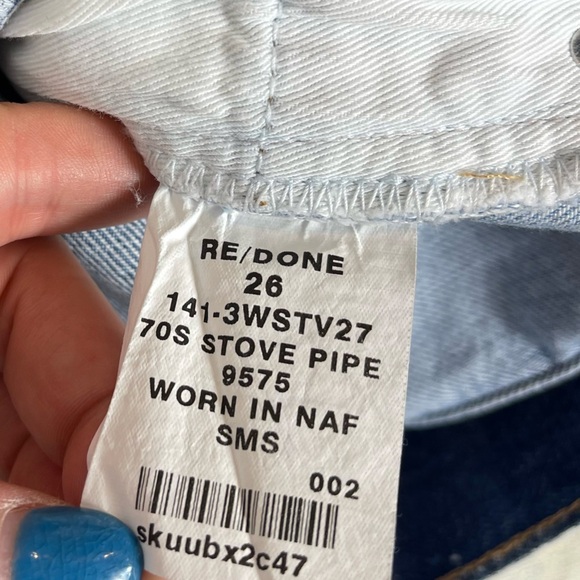 RE/DONE
26
141-3WSTV27
70S STOVE PIPE
9575
WORN IN NAF
SMS
002
skuubx2c47